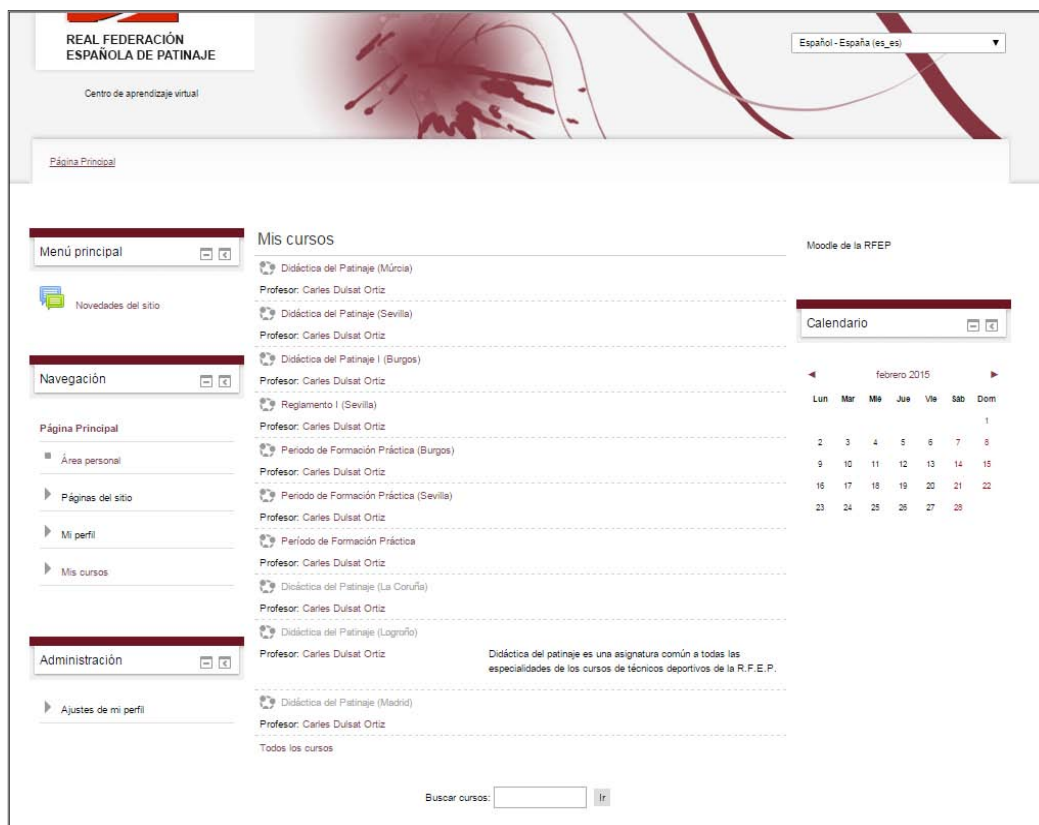 REAL FEDERACIÓN
ESPAÑOLA DE PATINAJE
Centro de aprendizaje virtual
Español - España (es_es)
Página Principal
Menú principal
Novedades del sitio
Navegación
Página Principal
Área personal
Páginas del sitio
Mi perfil
Mis cursos
Administración
Ajustes de mi perfil
Mis cursos
Didáctica del Patinaje (Múrcia)
Profesor: Carles Dulsat Ortiz
Didáctica del Patinaje (Sevilla)
Profesor: Carles Dulsat Ortiz
Didáctica del Patinaje I (Burgos)
Profesor: Carles Dulsat Ortiz
Reglamento I (Sevilla)
Profesor: Carles Dulsat Ortiz
Periodo de Formación Práctica (Burgos)
Profesor: Carles Dulsat Ortiz
Periodo de Formación Práctica (Sevilla)
Profesor: Carles Dulsat Ortiz
Período de Formación Práctica
Profesor: Carles Dulsat Ortiz
Didáctica del Patinaje (La Coruña)
Profesor: Carles Dulsat Ortiz
Didáctica del Patinaje (Logroño)
Profesor: Carles Dulsat Ortiz
Didáctica del patinaje es una asignatura común a todas las
especialidades de los cursos de técnicos deportivos de la R.F.E.P.
Didáctica del Patinaje (Madrid)
Profesor: Carles Dulsat Ortiz
Todos los cursos
Buscar cursos: Ir
Moodle de la RFEP
Calendario
febrero 2015
Lun Mar Mié Jue Vie Sáb Dom
1
2 3 4 5 6 7 8
9 10 11 12 13 14 15
16 17 18 19 20 21 22
23 24 25 26 27 28